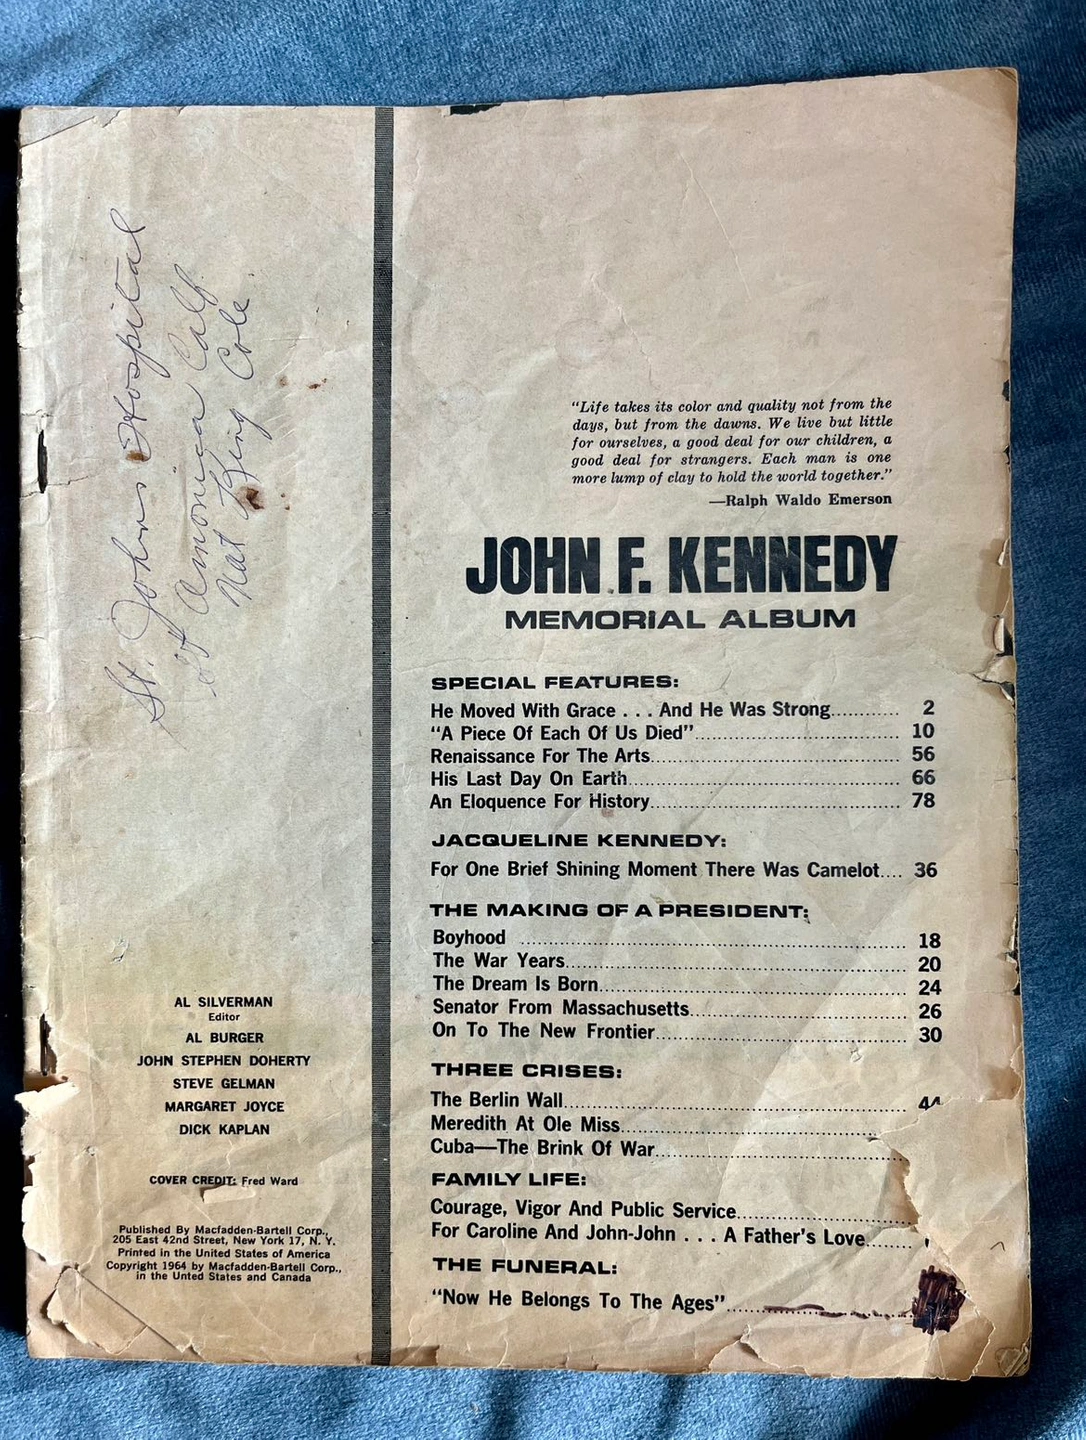 St. Johns Hospital
St Amonica Calf
Nat King Cole
"Life takes its color and quality not from the
days, but from the dawns. We live but little
for ourselves, a good deal for our children, a
good deal for strangers. Each man is one
more lump of clay to hold the world together."
—Ralph Waldo Emerson
JOHN F. KENNEDY
MEMORIAL ALBUM
SPECIAL FEATURES:
He Moved With Grace . . . And He Was Strong............ 2
"A Piece Of Each Of Us Died"................................ 10
Renaissance For The Arts........................................ 56
His Last Day On Earth............................................ 66
An Eloquence For History........................................ 78
JACQUELINE KENNEDY:
For One Brief Shining Moment There Was Camelot.... 36
THE MAKING OF A PRESIDENT:
Boyhood ................................................................ 18
The War Years........................................................ 20
The Dream Is Born.................................................. 24
Senator From Massachusetts.................................... 26
On To The New Frontier.......................................... 30
THREE CRISES:
The Berlin Wall...................................................... 44
Meredith At Ole Miss................................................
Cuba—The Brink Of War..........................................
FAMILY LIFE:
Courage, Vigor And Public Service..............................
For Caroline And John-John . . . A Father's Love........
THE FUNERAL:
"Now He Belongs To The Ages"................................
AL SILVERMAN
Editor
AL BURGER
JOHN STEPHEN DOHERTY
STEVE GELMAN
MARGARET JOYCE
DICK KAPLAN
COVER CREDIT: Fred Ward
Published By Macfadden-Bartell Corp.,
205 East 42nd Street, New York 17, N. Y.
Printed in the United States of America
Copyright 1964 by Macfadden-Bartell Corp.,
in the United States and Canada